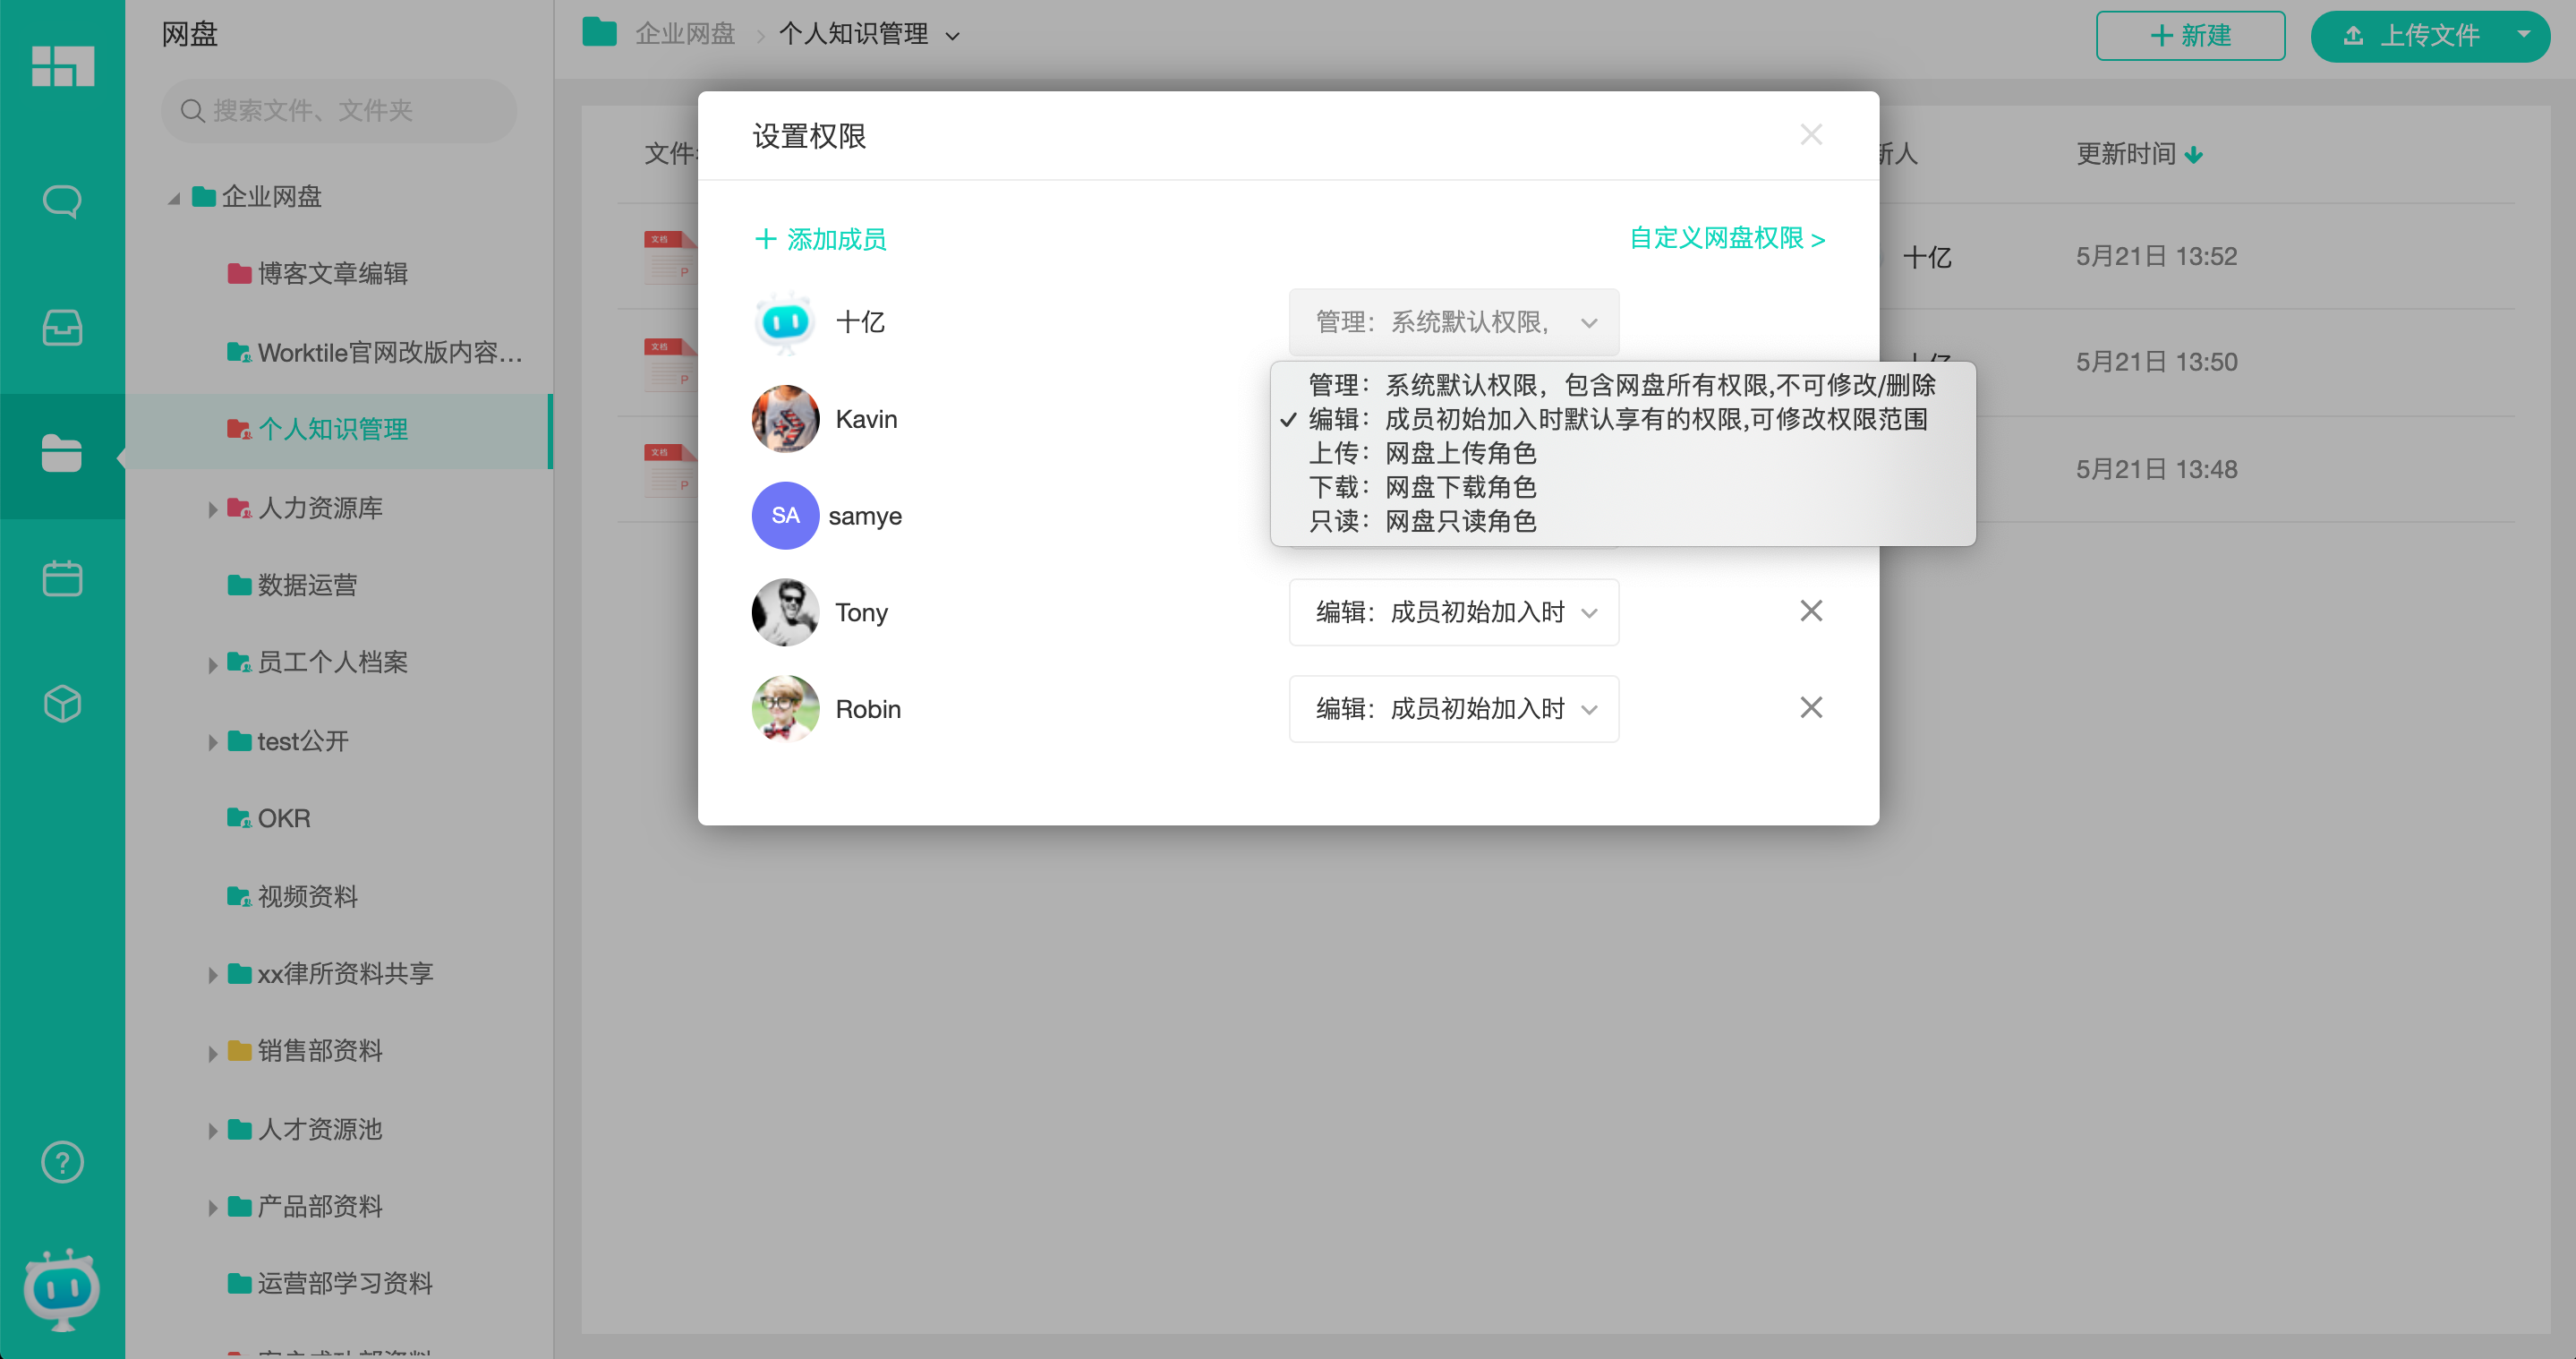 网盘
搜索文件、文件夹
企业网盘
博客文章编辑
Worktile官网改版内容...
个人知识管理
人力资源库
数据运营
员工个人档案
test公开
OKR
视频资料
xx律所资料共享
销售部资料
人才资源池
产品部资料
运营部学习资料
企业网盘 > 个人知识管理
新建
上传文件
文件
新人
更新时间
文档
P
十亿
5月21日 13:52
文档
P
5月21日 13:50
文档
P
5月21日 13:48
设置权限
添加成员
自定义网盘权限 >
十亿
管理：系统默认权限,
Kavin
SA
samye
管理：系统默认权限，包含网盘所有权限,不可修改/删除
✓ 编辑：成员初始加入时默认享有的权限,可修改权限范围
上传：网盘上传角色
下载：网盘下载角色
只读：网盘只读角色
Tony
编辑：成员初始加入时
Robin
编辑：成员初始加入时